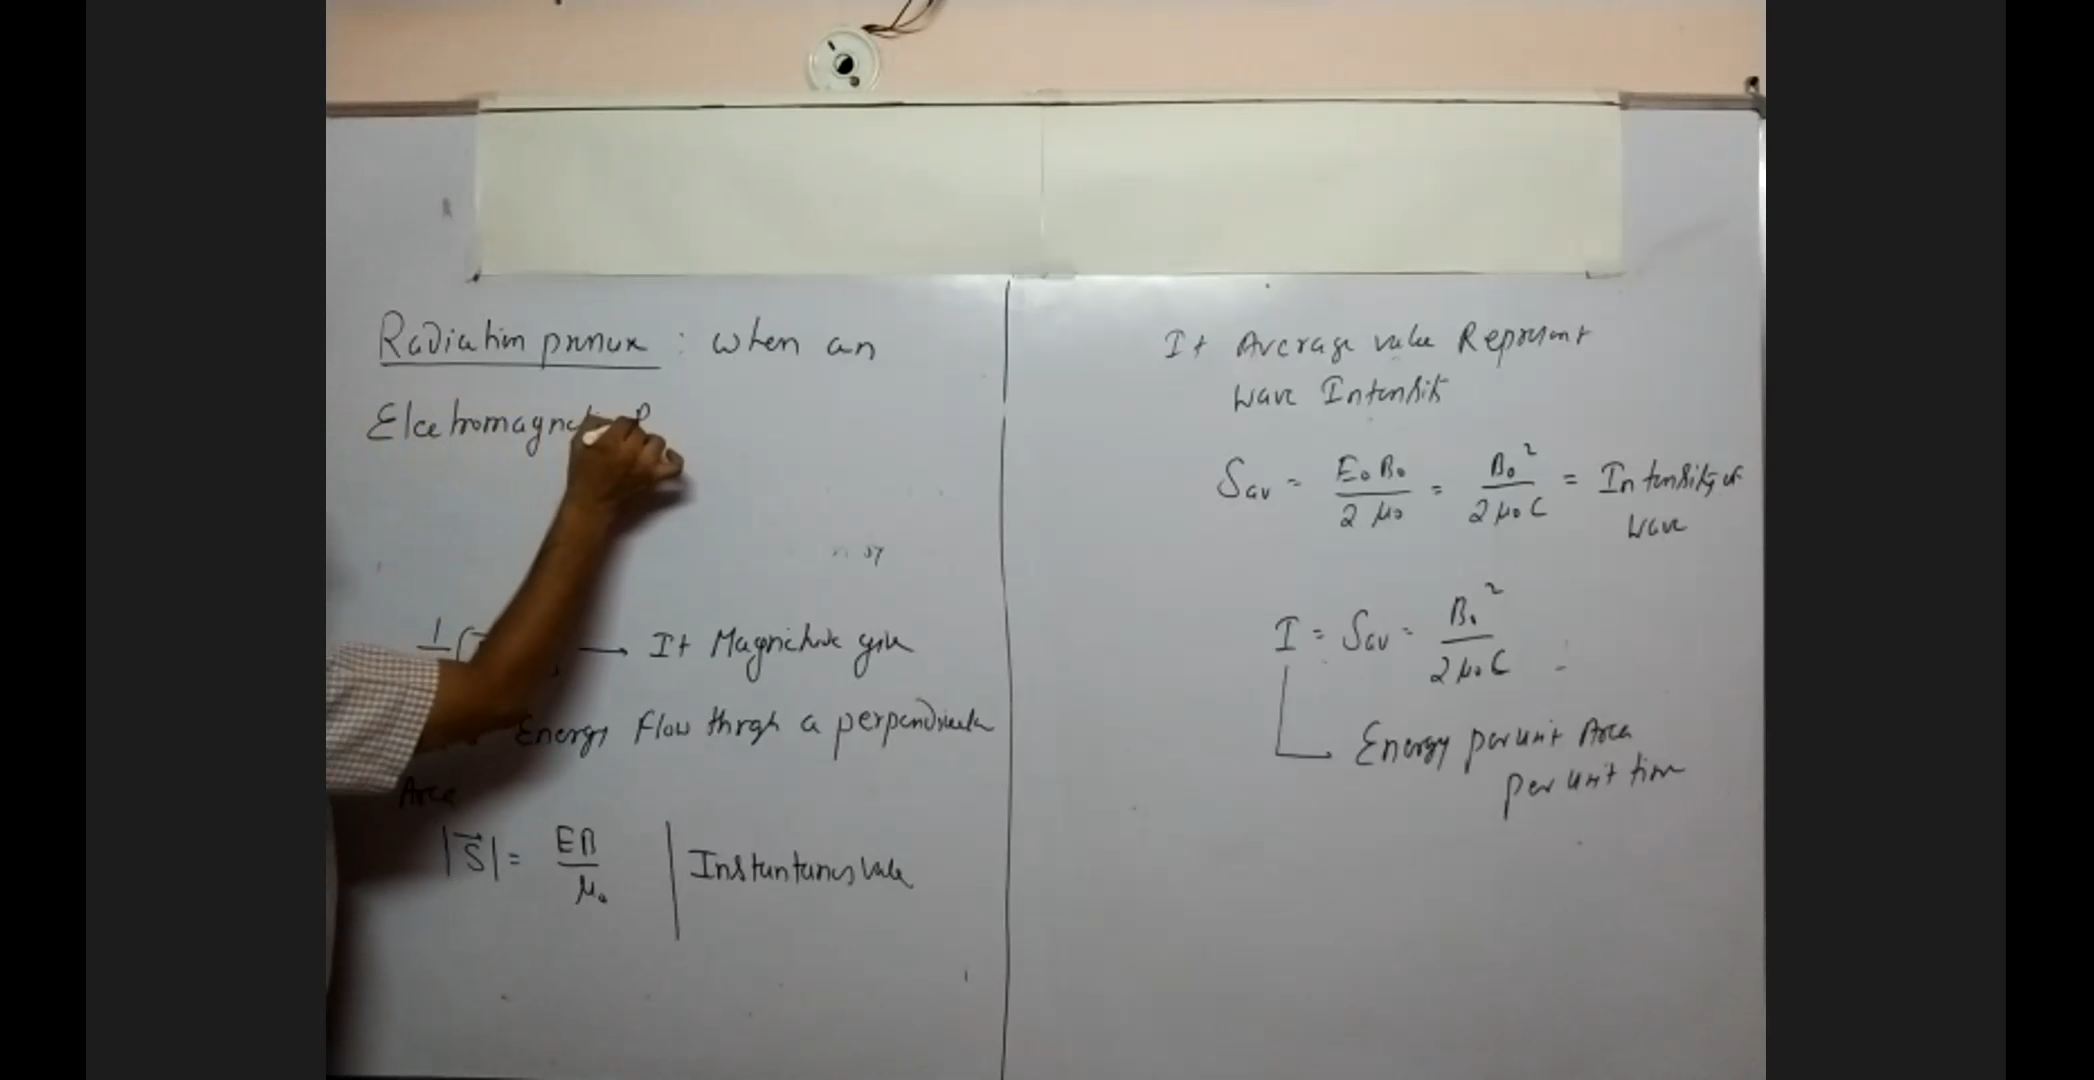 Radiation pressure : when an
Electromagnetic R
1 → It Magnitude give
Energy flow through a perpendicular
Area
|S⃗| = EB / μ₀ | Instantaneous value
It Average value Represent
wave Intensity
Sav = E₀B₀ / 2μ₀ = B₀² / 2μ₀C = Intensity of
wave
I = Sav = B₀² / 2μ₀C
Energy per unit Area
per unit time